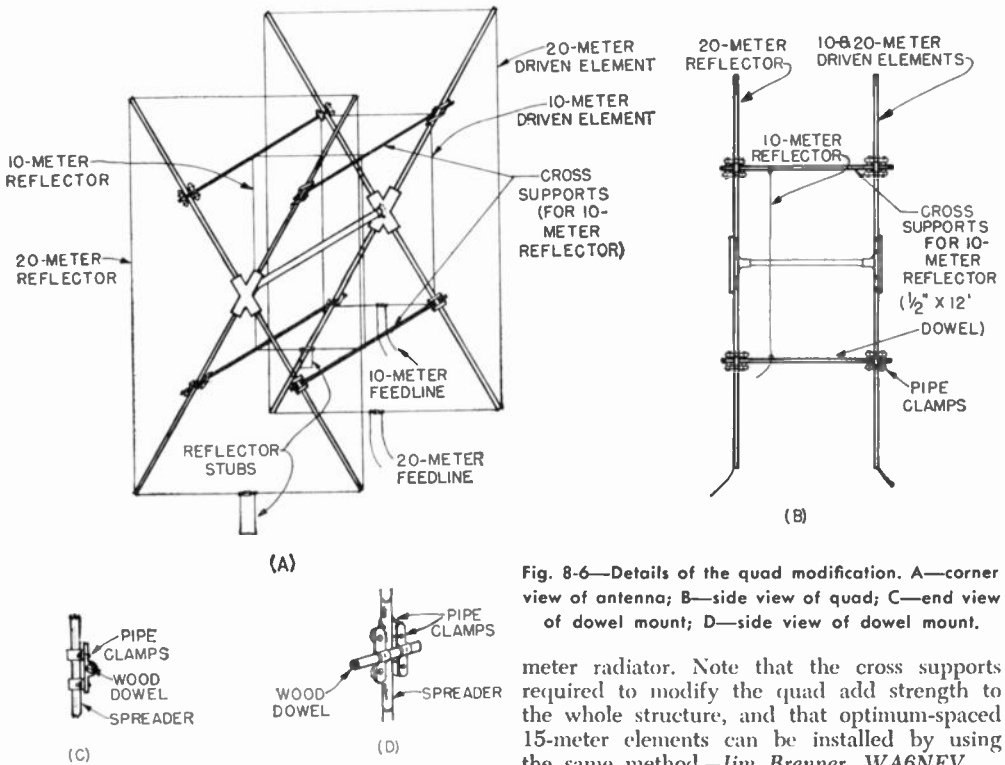 20-METER
DRIVEN ELEMENT
10-METER
DRIVEN ELEMENT
10-METER
REFLECTOR
CROSS
SUPPORTS
(FOR 10-
METER
REFLECTOR)
20-METER
REFLECTOR
10-METER
FEEDLINE
REFLECTOR
STUBS
20-METER
FEEDLINE
(A)
20-METER
REFLECTOR
10-&20-METER
DRIVEN ELEMENTS
10-METER
REFLECTOR
CROSS
SUPPORTS
FOR 10-
METER
REFLECTOR
(1/2" X 12'
DOWEL)
PIPE
CLAMPS
(B)
PIPE
CLAMPS
WOOD
DOWEL
SPREADER
(C)
PIPE
CLAMPS
WOOD
DOWEL
SPREADER
(D)
Fig. 8-6—Details of the quad modification. A—corner
view of antenna; B—side view of quad; C—end view
of dowel mount; D—side view of dowel mount.
meter radiator. Note that the cross supports
required to modify the quad add strength to
the whole structure, and that optimum-spaced
15-meter elements can be installed by using
the same method.—Jim Brenner, WA6NEV